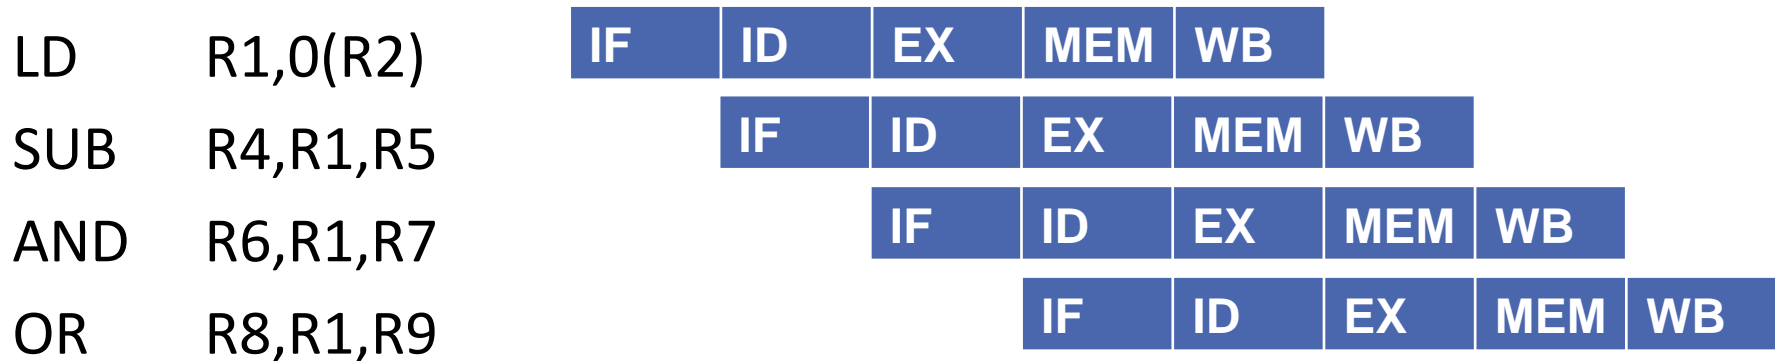 LD R1,0(R2) IF ID EX MEM WB
SUB R4,R1,R5 IF ID EX MEM WB
AND R6,R1,R7 IF ID EX MEM WB
OR R8,R1,R9 IF ID EX MEM WB